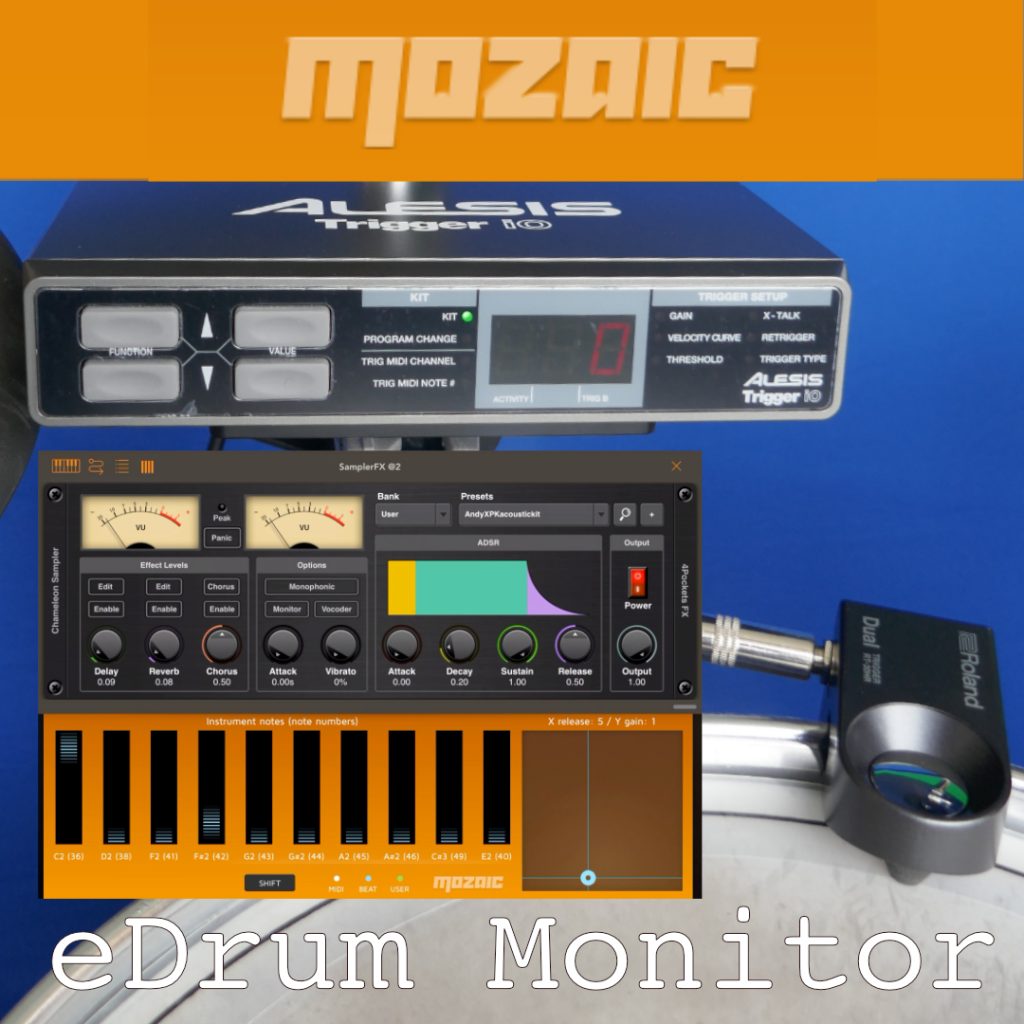 mozaic
ALESIS
Trigger iO
KIT
TRIGGER SETUP
KIT
GAIN X-TALK
PROGRAM CHANGE
VELOCITY CURVE RETRIGGER
FUNCTION VALUE
TRIG MIDI CHANNEL
THRESHOLD TRIGGER TYPE
TRIG MIDI NOTE #
0
ALESIS
Trigger iO
ACTIVITY TRIG B
SamplerFX @2
Bank Presets
User AndyXPKacoustickit +
VU Peak VU
Panic
ADSR Output
Chameleon Sampler
4Pockets FX
Effect Levels Options
Edit Edit Chorus Monophonic
Enable Enable Enable Monitor Vocoder
Power
Delay Reverb Chorus Attack Vibrato Attack Decay Sustain Release Output
0.09 0.08 0.50 0.00s 0% 0.00 0.20 1.00 0.50 1.00
Roland
Dual
TRIGGER
Instrument notes (note numbers) X release: 5 / Y gain: 1
C2 (36) D2 (38) F2 (41) F#2 (42) G2 (43) G#2 (44) A2 (45) A#2 (46) C#3 (49) E2 (40)
SHIFT MIDI BEAT USER mozaic
eDrum Monitor